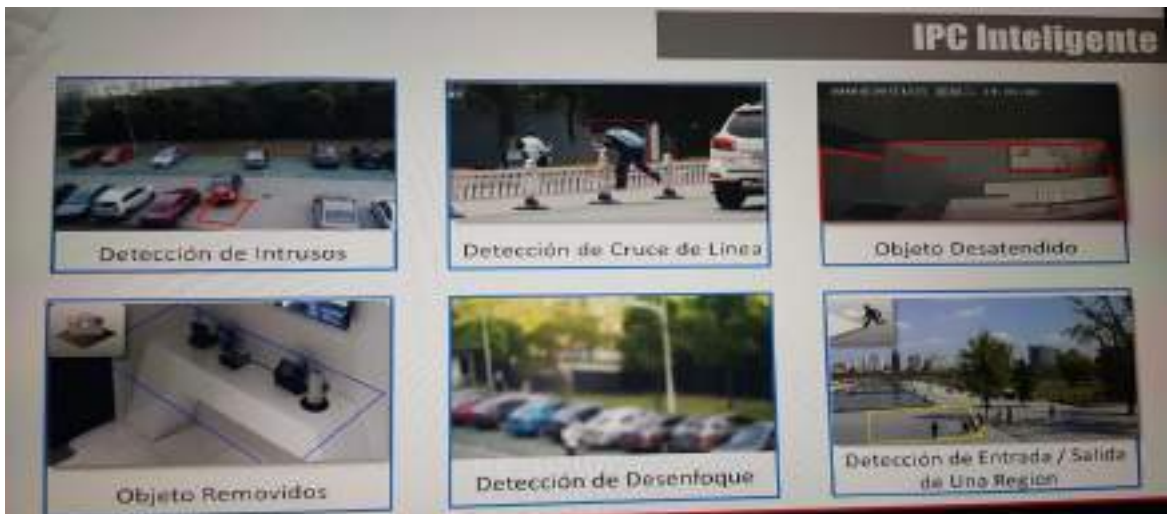 IPC Inteligente
Detección de Intrusos
Detección de Cruce de Linea
Objeto Desatendido
Objeto Removidos
Detección de Desenfoque
Detección de Entrada / Salida
de Una Region